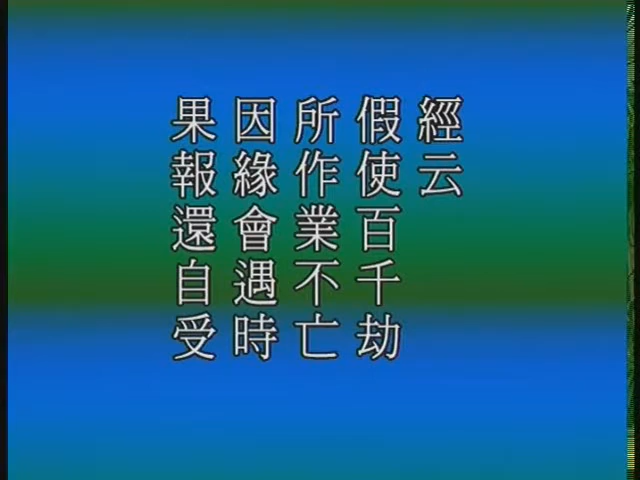 經云
假使百千劫
所作業不亡
因緣會遇時
果報還自受